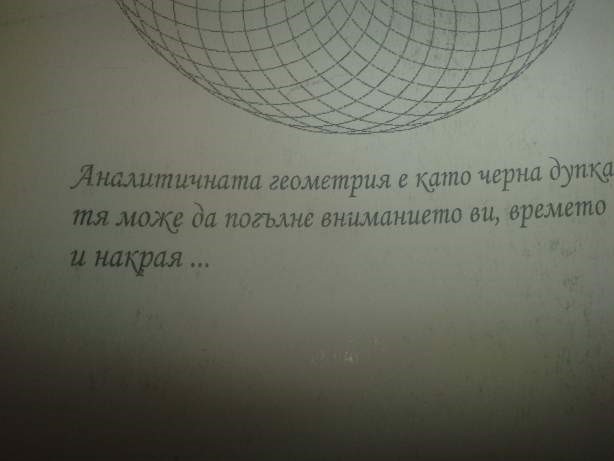 Аналитичната геометрия е като черна дупка
тя може да погълне вниманието ви, времето
и накрая ...